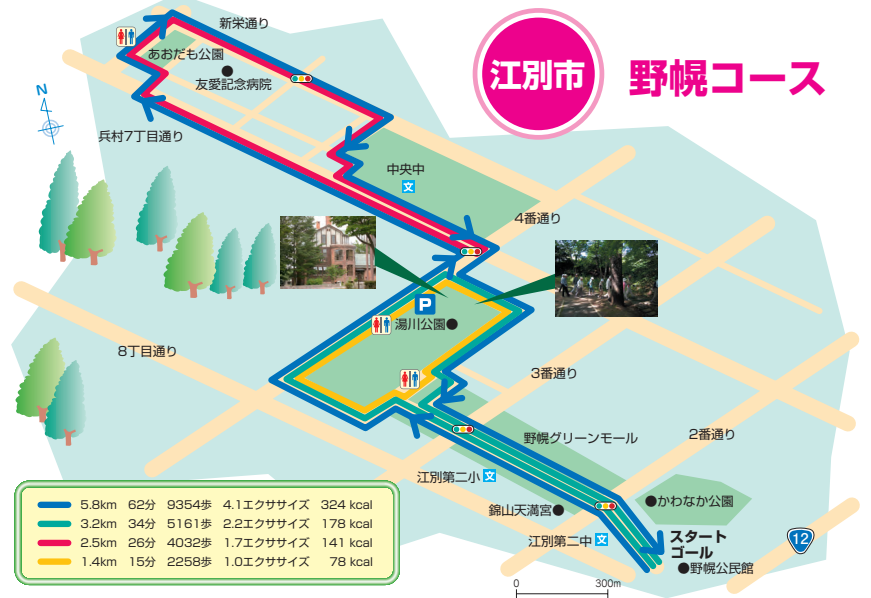 新栄通り
江別市
野幌コース
あおだも公園
友愛記念病院
N
兵村7丁目通り
中央中
文
4番通り
P
湯川公園
8丁目通り
3番通り
2番通り
野幌グリーンモール
江別第二小 文
かわなか公園
錦山天満宮
江別第二中 文
スタート
ゴール
12
野幌公民館
0 300m
5.8km 62分 9354歩 4.1エクササイズ 324 kcal
3.2km 34分 5161歩 2.2エクササイズ 178 kcal
2.5km 26分 4032歩 1.7エクササイズ 141 kcal
1.4km 15分 2258歩 1.0エクササイズ 78 kcal